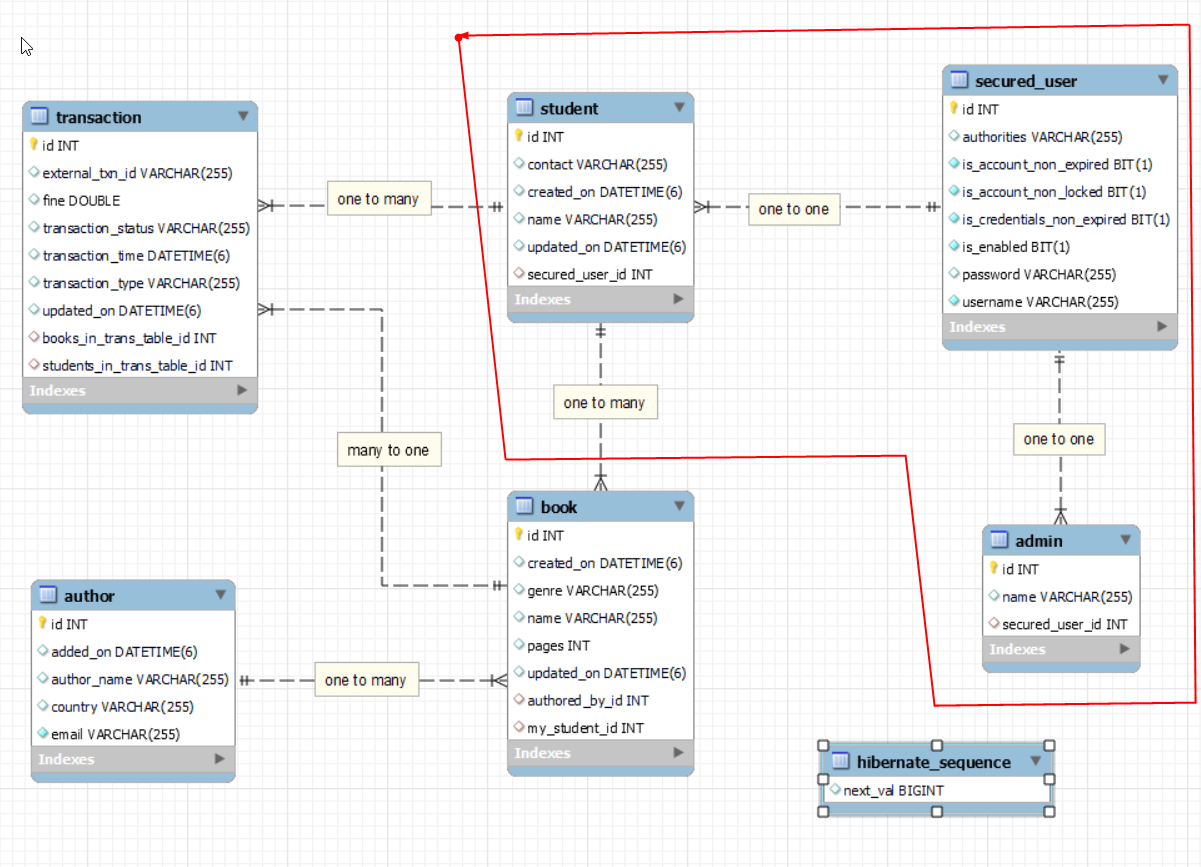 transaction
id INT
external_txn_id VARCHAR(255)
fine DOUBLE
transaction_status VARCHAR(255)
transaction_time DATETIME(6)
transaction_type VARCHAR(255)
updated_on DATETIME(6)
books_in_trans_table_id INT
students_in_trans_table_id INT
Indexes
one to many
student
id INT
contact VARCHAR(255)
created_on DATETIME(6)
name VARCHAR(255)
updated_on DATETIME(6)
secured_user_id INT
Indexes
one to one
secured_user
id INT
authorities VARCHAR(255)
is_account_non_expired BIT(1)
is_account_non_locked BIT(1)
is_credentials_non_expired BIT(1)
is_enabled BIT(1)
password VARCHAR(255)
username VARCHAR(255)
Indexes
one to many
many to one
one to one
author
id INT
added_on DATETIME(6)
author_name VARCHAR(255)
country VARCHAR(255)
email VARCHAR(255)
Indexes
one to many
book
id INT
created_on DATETIME(6)
genre VARCHAR(255)
name VARCHAR(255)
pages INT
updated_on DATETIME(6)
authored_by_id INT
my_student_id INT
Indexes
admin
id INT
name VARCHAR(255)
secured_user_id INT
Indexes
hibernate_sequence
next_val BIGINT